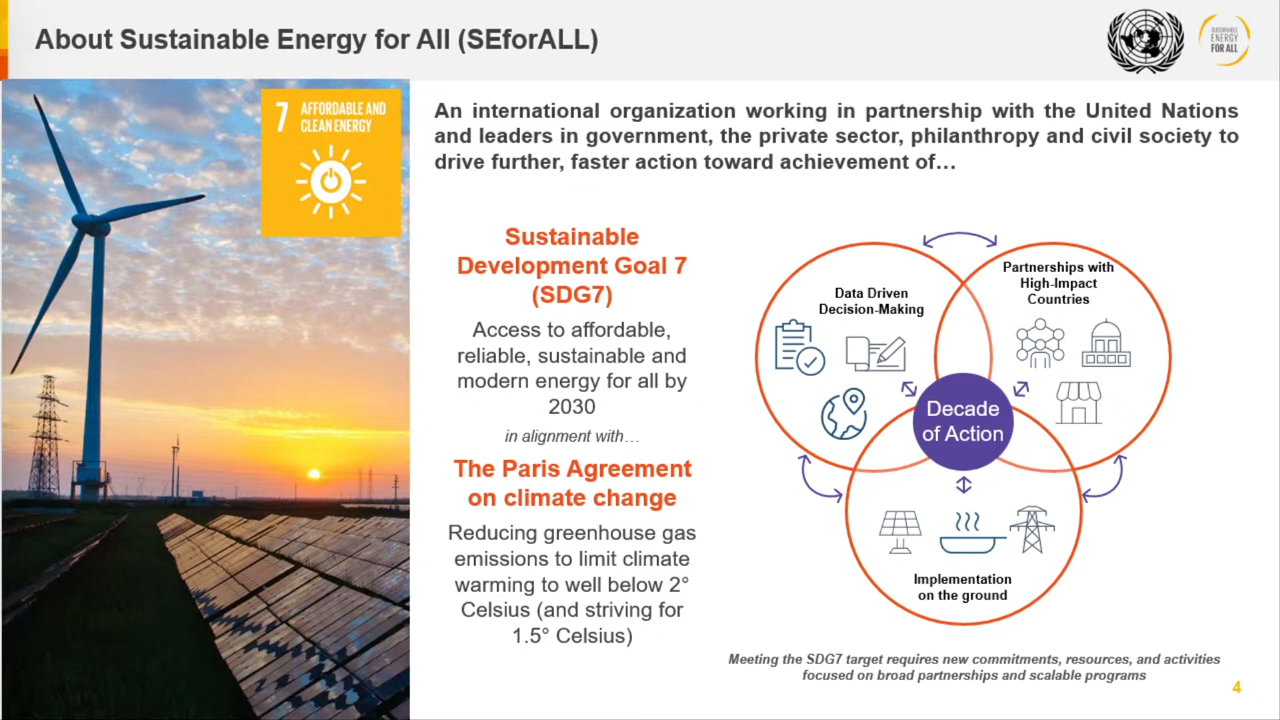 About Sustainable Energy for All (SEforALL)
SUSTAINABLE
ENERGY
FOR ALL
7 AFFORDABLE AND
CLEAN ENERGY
An international organization working in partnership with the United Nations
and leaders in government, the private sector, philanthropy and civil society to
drive further, faster action toward achievement of…
Sustainable
Development Goal 7
(SDG7)
Access to affordable,
reliable, sustainable and
modern energy for all by
2030
in alignment with…
The Paris Agreement
on climate change
Reducing greenhouse gas
emissions to limit climate
warming to well below 2°
Celsius (and striving for
1.5° Celsius)
Data Driven
Decision-Making
Partnerships with
High-Impact
Countries
Decade
of Action
Implementation
on the ground
Meeting the SDG7 target requires new commitments, resources, and activities
focused on broad partnerships and scalable programs
4